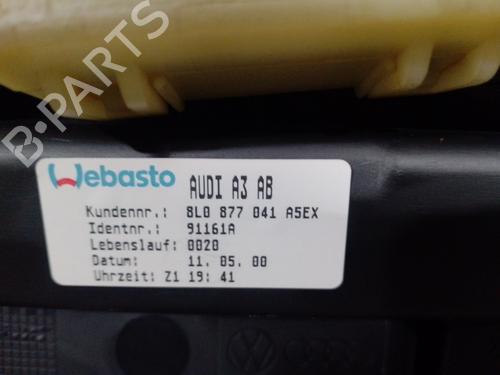 Webasto AUDI A3 AB
Kundennr.: 8L0 877 041 A5EX
Identnr.: 91161A
Lebenslauf: 0020
Datum: 11. 05. 00
Uhrzeit: Z1 19: 41
B-PARTS